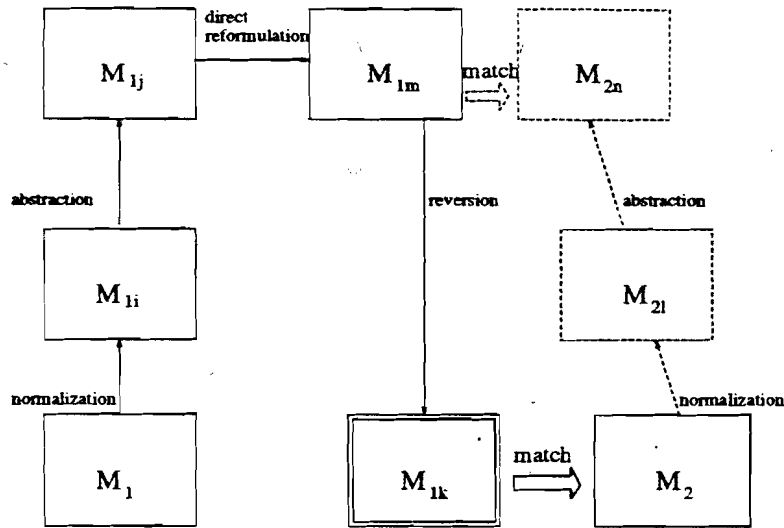 direct
reformulation
M1j
M1m
match
M2n
abstraction
reversion
abstraction
M1i
M2l
normalization
normalization
M1
M1k
match
M2